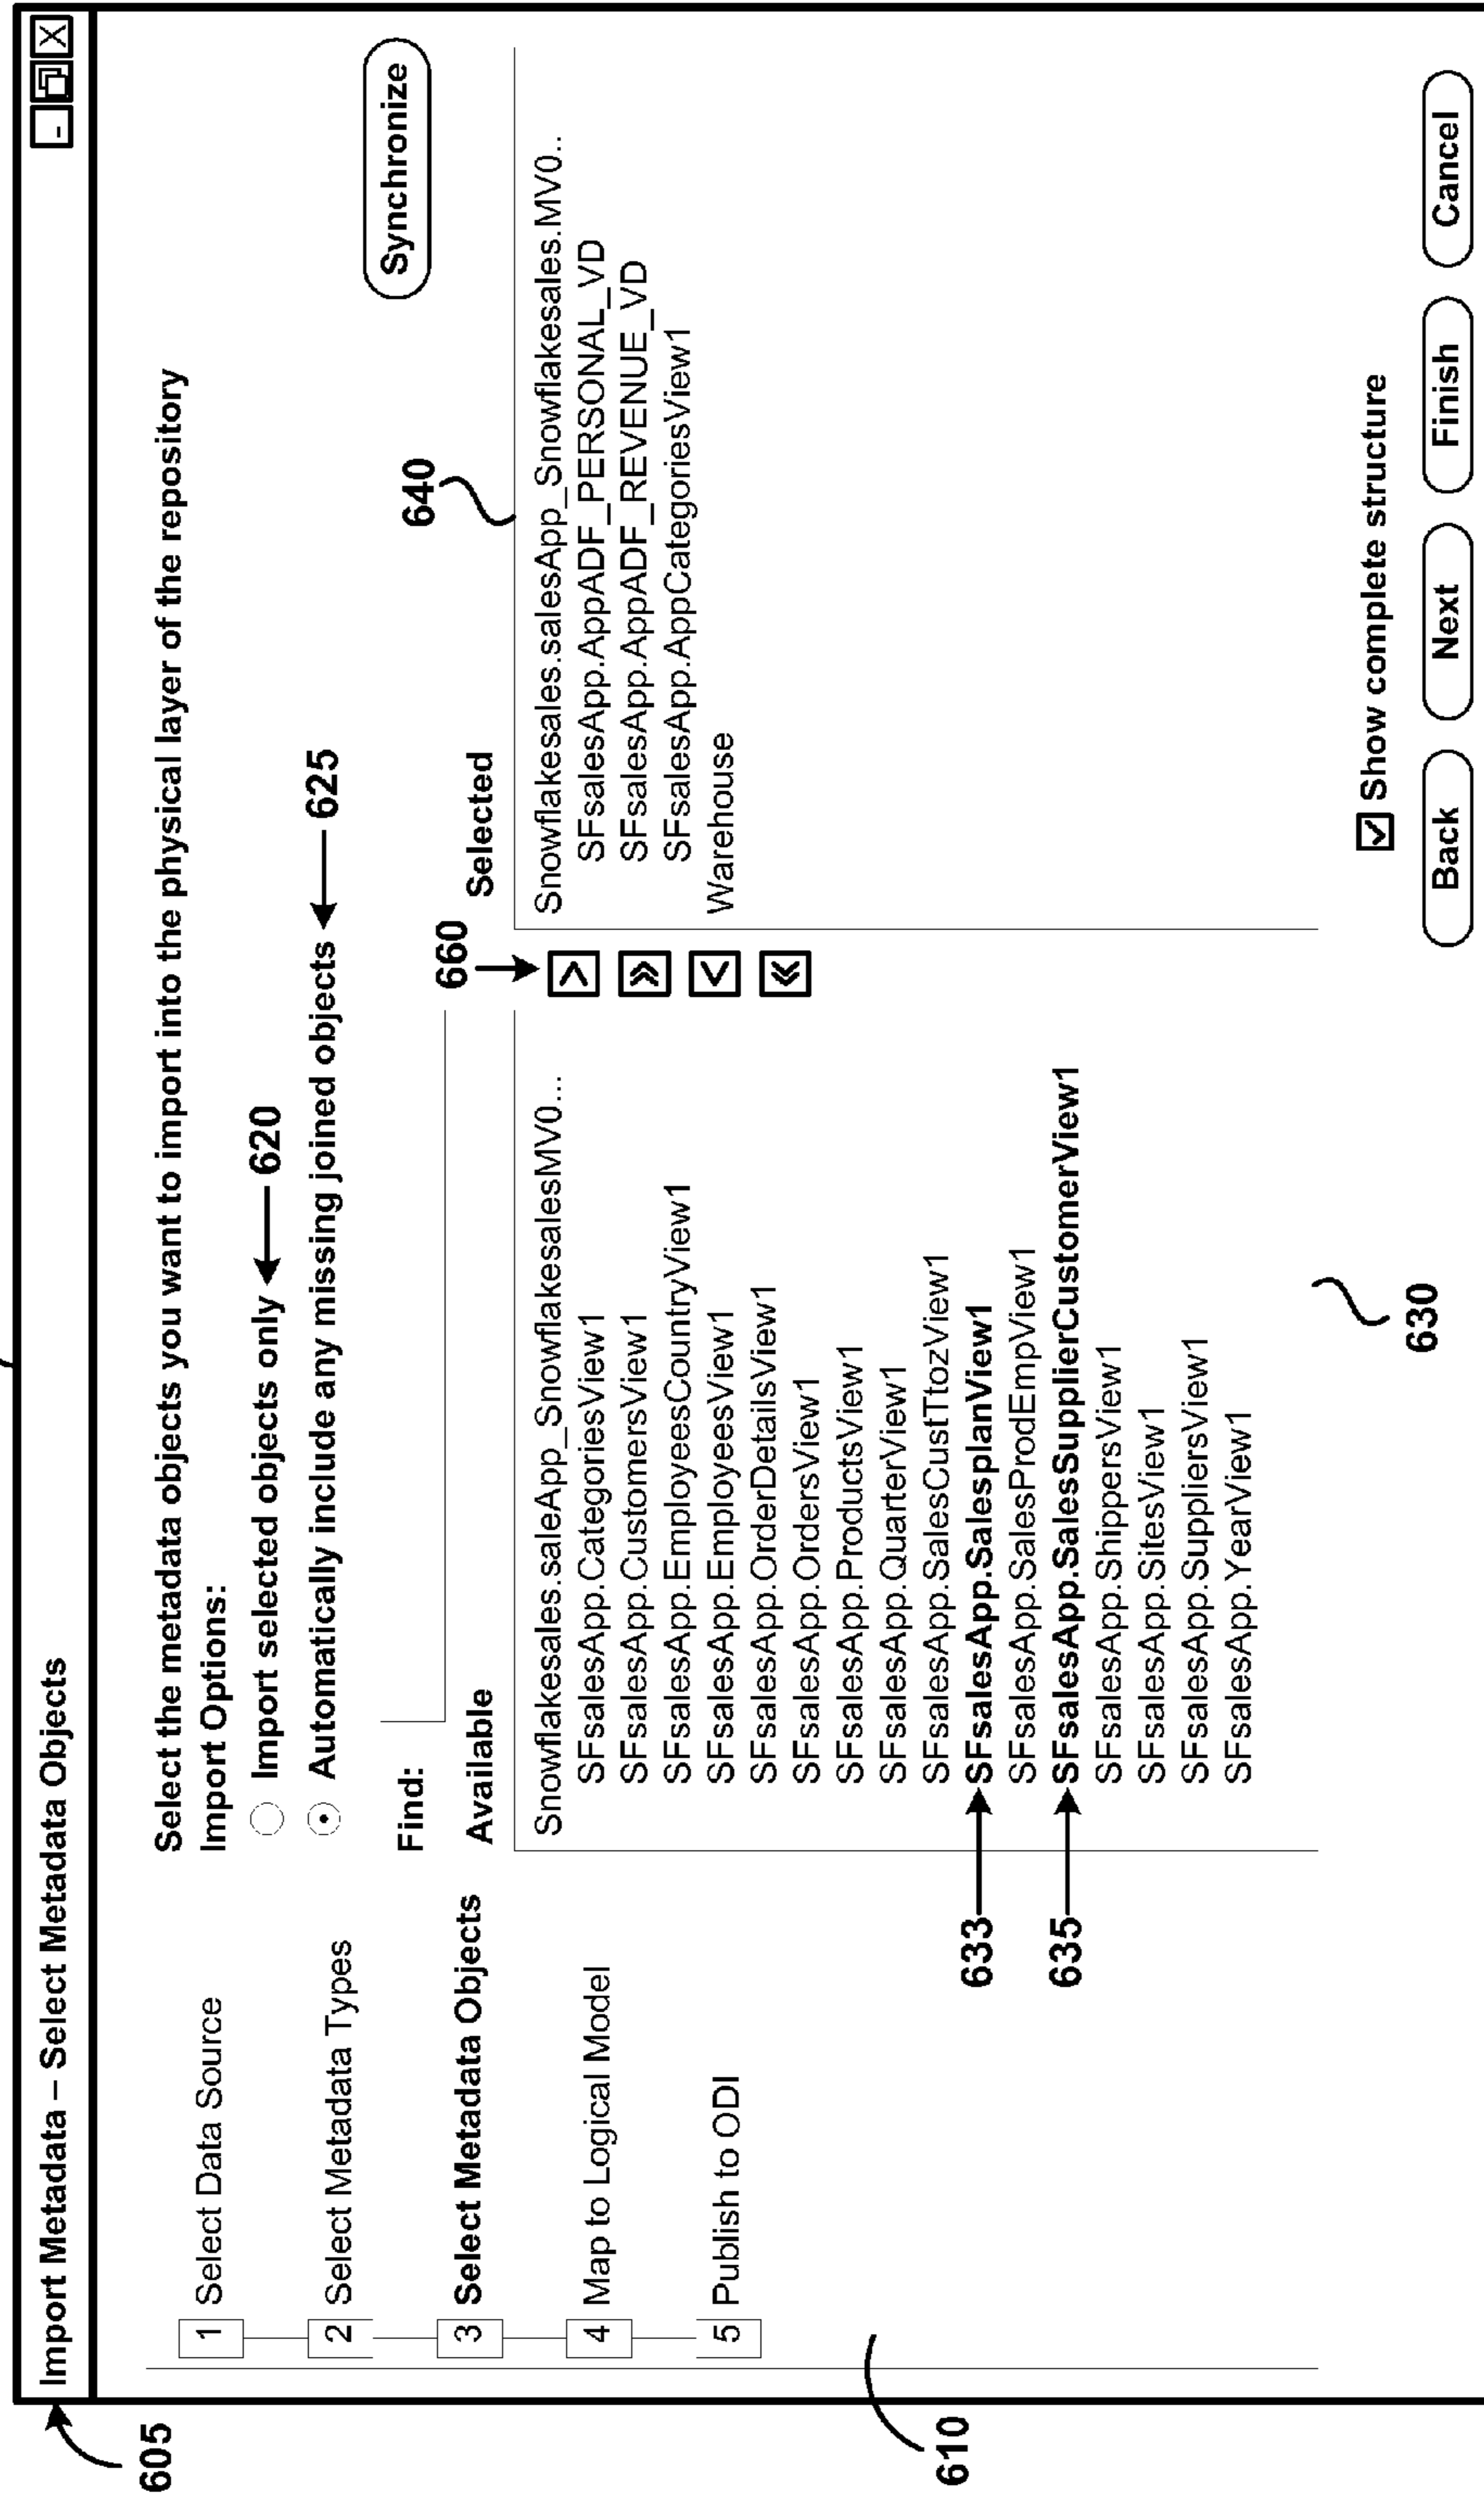 605
Import Metadata – Select Metadata Objects
- X
610
1 Select Data Source
2 Select Metadata Types
3 Select Metadata Objects
4 Map to Logical Model
5 Publish to ODI
Select the metadata objects you want to import into the physical layer of the repository
Import Options:
Import selected objects only 620
Automatically include any missing joined objects 625
Find:
Synchronize
Available
Snowflakesales.saleApp_SnowflakesalesMV0...
SFsalesApp.CategoriesView1
SFsalesApp.CustomersView1
SFsalesApp.EmployeesCountryView1
SFsalesApp.EmployeesView1
SFsalesApp.OrderDetailsView1
SFsalesApp.OrdersView1
SFsalesApp.ProductsView1
SFsalesApp.QuarterView1
SFsalesApp.SalesCustTtozView1
633 SFsalesApp.SalesplanView1
SFsalesApp.SalesProdEmpView1
635 SFsalesApp.SalesSupplierCustomerView1
SFsalesApp.ShippersView1
SFsalesApp.SitesView1
SFsalesApp.SuppliersView1
SFsalesApp.YearView1
630
660
>
>>
<
<<
Selected
640
Snowflakesales.salesApp_Snowflakesales.MV0..
SFsalesApp.AppADF_PERSONAL_VD
SFsalesApp.AppADF_REVENUE_VD
SFsalesApp.AppCategoriesView1
Warehouse
Show complete structure
Back Next Finish Cancel